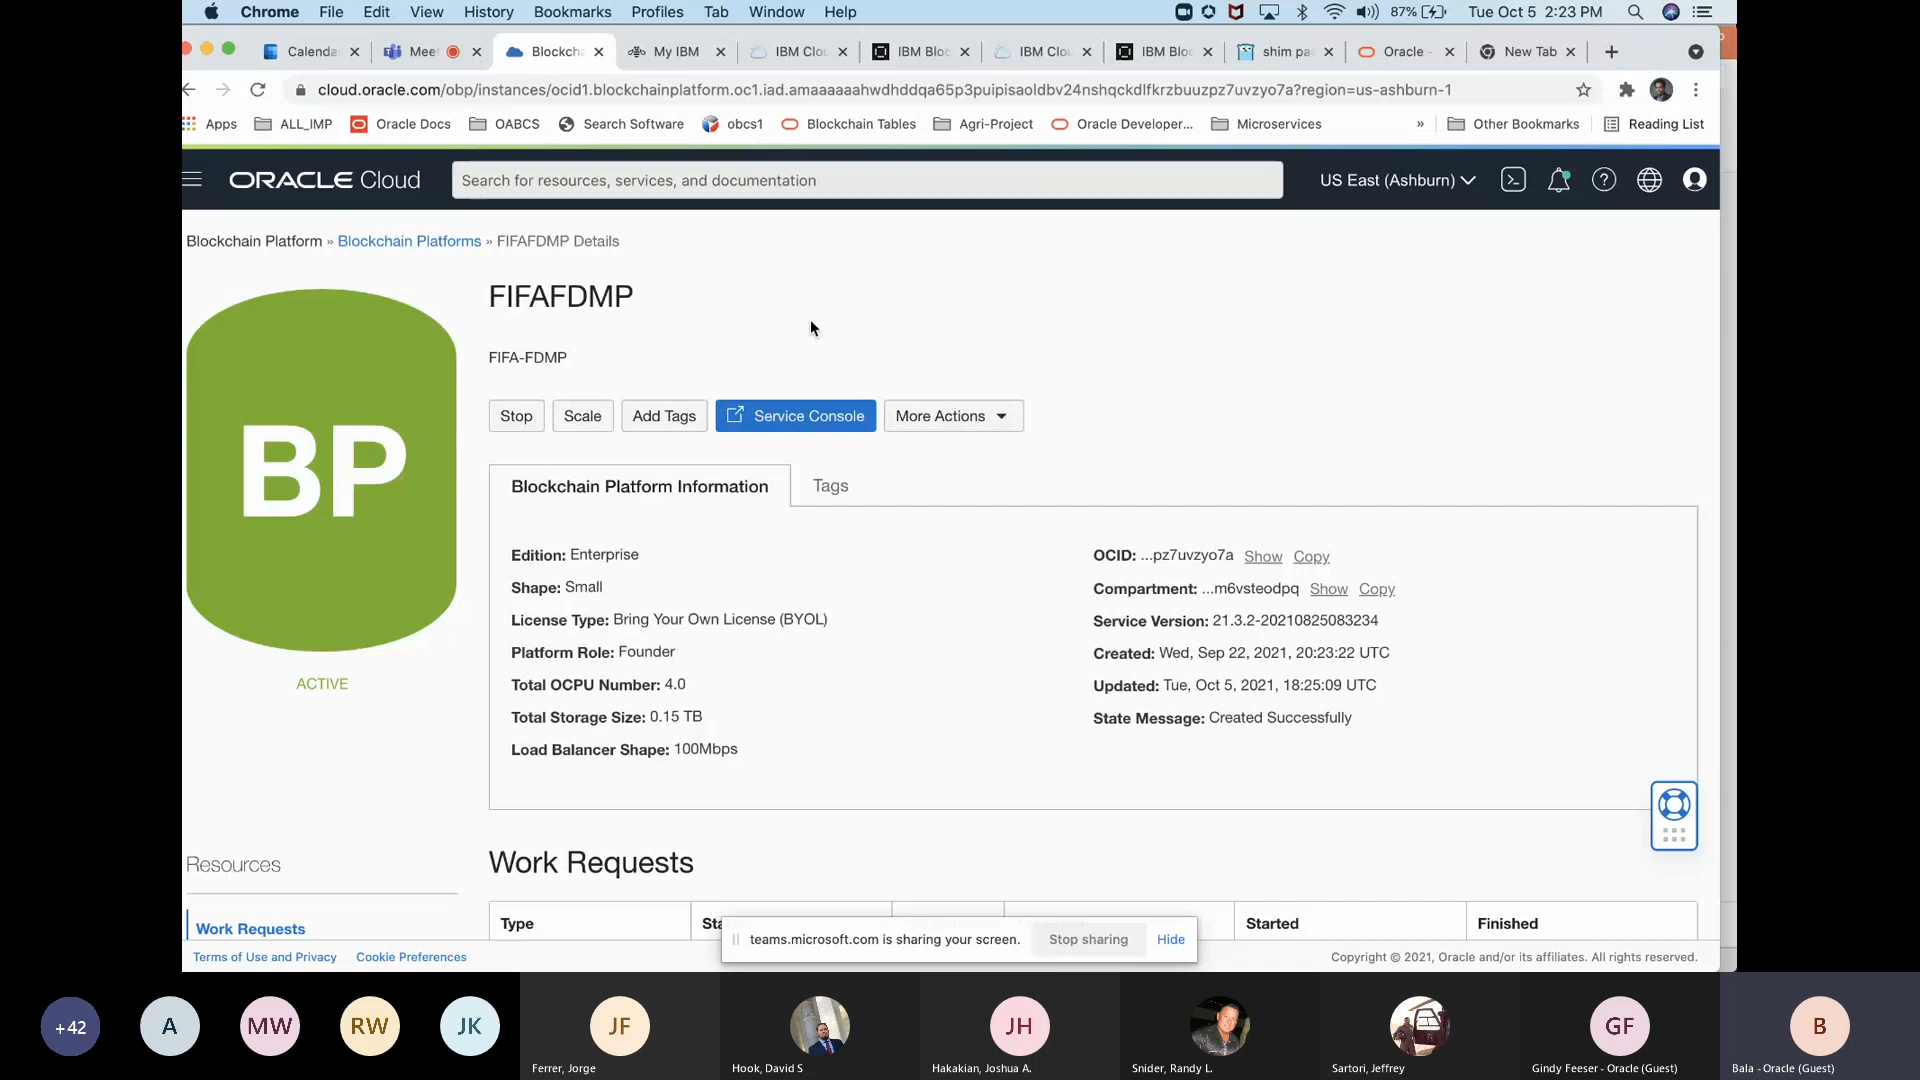 Chrome File Edit View History Bookmarks Profiles Tab Window Help 87% Tue Oct 5 2:23 PM
Calenda Meet Blockcha My IBM IBM Clou IBM Bloc IBM Clou IBM Bloc shim pa Oracle - New Tab
cloud.oracle.com/obp/instances/ocid1.blockchainplatform.oc1.iad.amaaaaaahwdhddqa65p3puipisaoldbv24nshqckdlfkrzbuuzpz7uvzyo7a?region=us-ashburn-1
Apps ALL_IMP Oracle Docs OABCS Search Software obcs1 Blockchain Tables Agri-Project Oracle Developer... Microservices » Other Bookmarks Reading List
ORACLE Cloud Search for resources, services, and documentation US East (Ashburn)
Blockchain Platform » Blockchain Platforms » FIFAFDMP Details
FIFAFDMP
FIFA-FDMP
Stop Scale Add Tags Service Console More Actions
BP
ACTIVE
Blockchain Platform Information Tags
Edition: Enterprise
Shape: Small
License Type: Bring Your Own License (BYOL)
Platform Role: Founder
Total OCPU Number: 4.0
Total Storage Size: 0.15 TB
Load Balancer Shape: 100Mbps
OCID: ...pz7uvzyo7a Show Copy
Compartment: ...m6vsteodpq Show Copy
Service Version: 21.3.2-20210825083234
Created: Wed, Sep 22, 2021, 20:23:22 UTC
Updated: Tue, Oct 5, 2021, 18:25:09 UTC
State Message: Created Successfully
Resources
Work Requests
Work Requests
Type Sta Started Finished
teams.microsoft.com is sharing your screen. Stop sharing Hide
Terms of Use and Privacy Cookie Preferences Copyright © 2021, Oracle and/or its affiliates. All rights reserved.
+42 A MW RW JK JF JH GF B
Ferrer, Jorge Hook, David S Hakakian, Joshua A. Snider, Randy L. Sartori, Jeffrey Gindy Feeser - Oracle (Guest) Bala - Oracle (Guest)